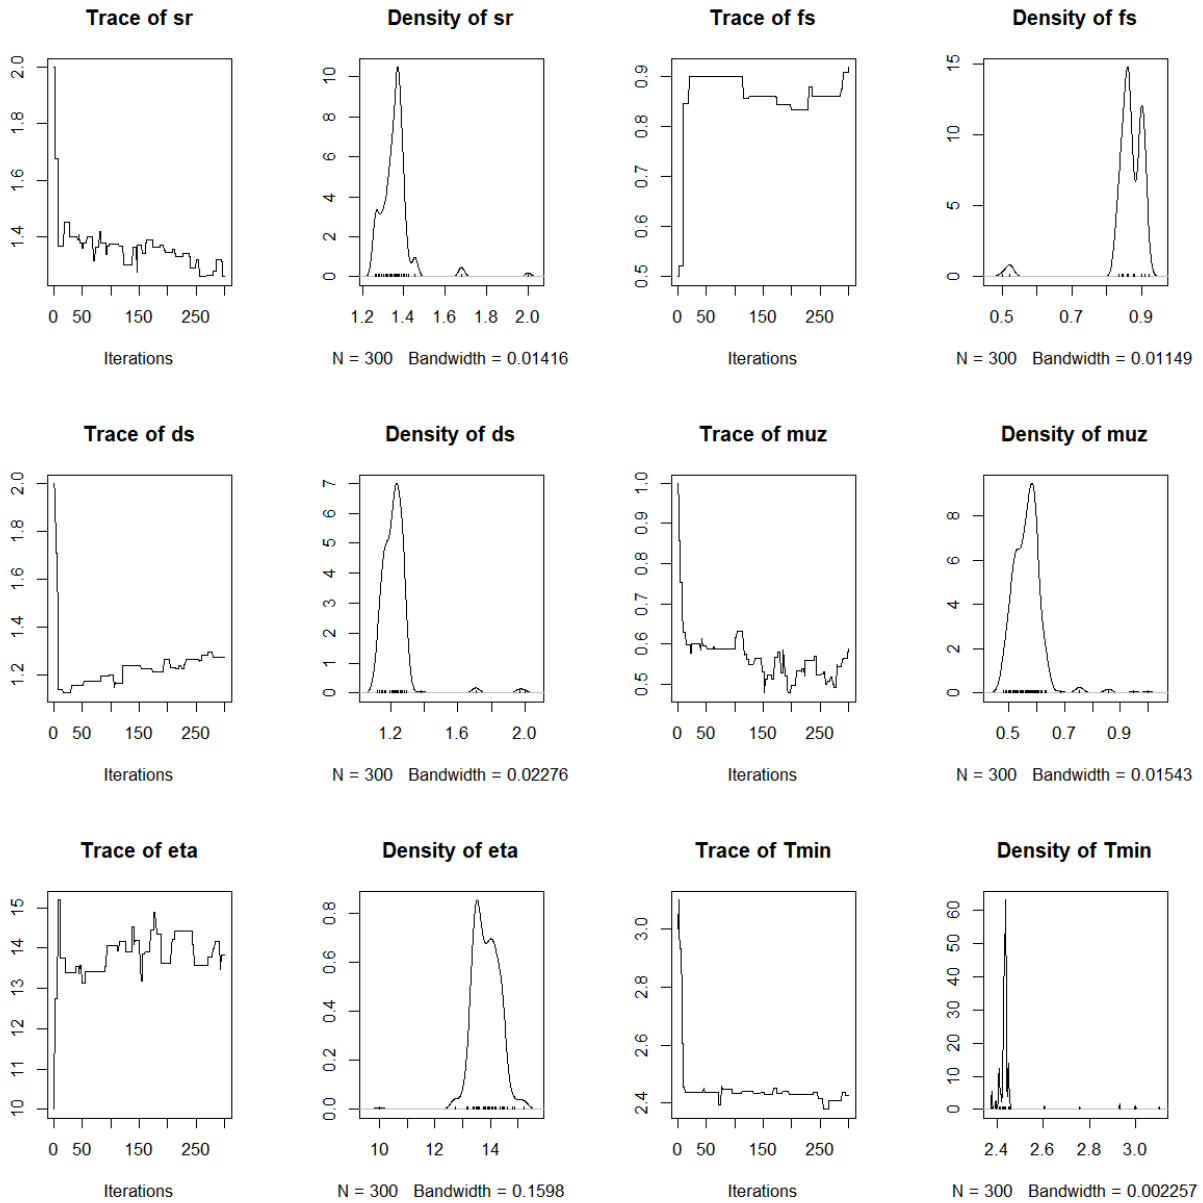 Trace of sr
Density of sr
Trace of fs
Density of fs
2.0
1.8
1.6
1.4
0 50 150 250
Iterations
10
8
6
4
2
0
1.2 1.4 1.6 1.8 2.0
N = 300 Bandwidth = 0.01416
0.9
0.8
0.7
0.6
0.5
0 50 150 250
Iterations
15
10
5
0
0.5 0.7 0.9
N = 300 Bandwidth = 0.01149
Trace of ds
Density of ds
Trace of muz
Density of muz
2.0
1.8
1.6
1.4
1.2
0 50 150 250
Iterations
7
6
5
4
3
2
1
0
1.2 1.6 2.0
N = 300 Bandwidth = 0.02276
1.0
0.9
0.8
0.7
0.6
0.5
0 50 150 250
Iterations
8
6
4
2
0
0.5 0.7 0.9
N = 300 Bandwidth = 0.01543
Trace of eta
Density of eta
Trace of Tmin
Density of Tmin
15
14
13
12
11
10
0 50 150 250
Iterations
0.8
0.6
0.4
0.2
0.0
10 12 14
N = 300 Bandwidth = 0.1598
3.0
2.8
2.6
2.4
0 50 150 250
Iterations
60
50
40
30
20
10
0
2.4 2.6 2.8 3.0
N = 300 Bandwidth = 0.002257